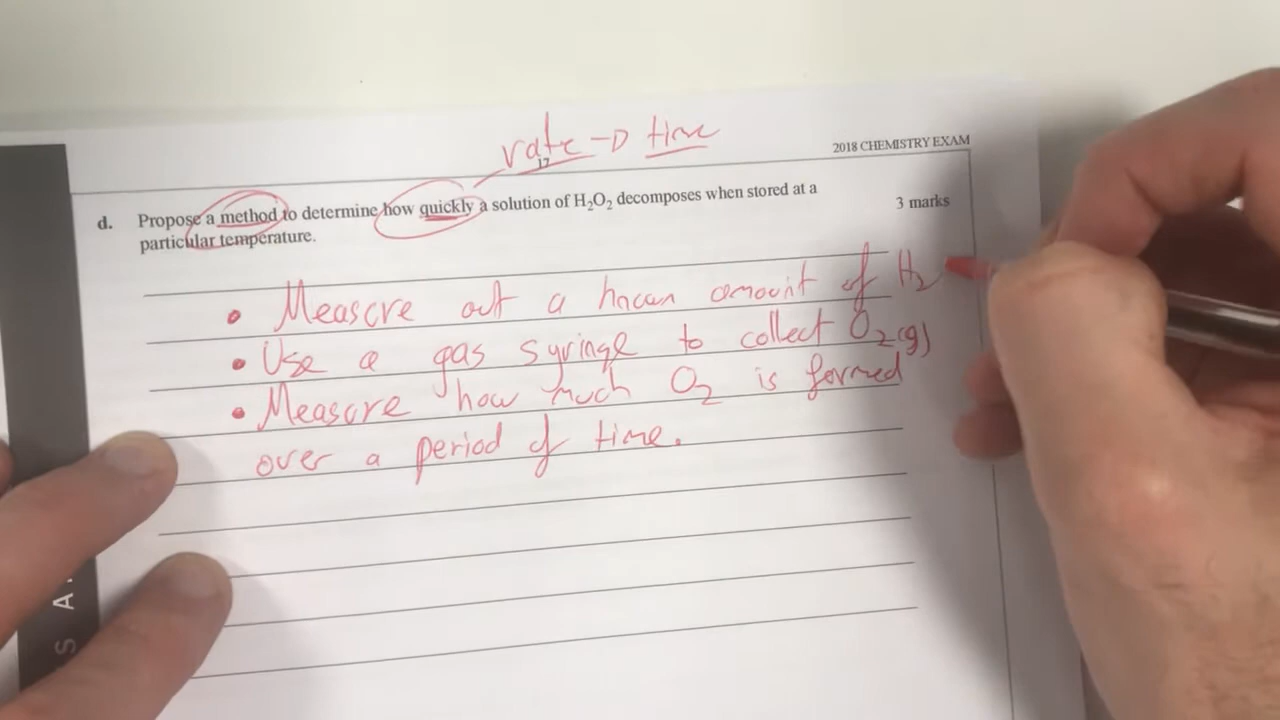 rate → time
17
2018 CHEMISTRY EXAM
d. Propose a method to determine how quickly a solution of H₂O₂ decomposes when stored at a
particular temperature.
3 marks
• Measure out a known amount of H₂
• Use a gas syringe to collect O₂(g)
• Measure how much O₂ is formed
over a period of time.
S A